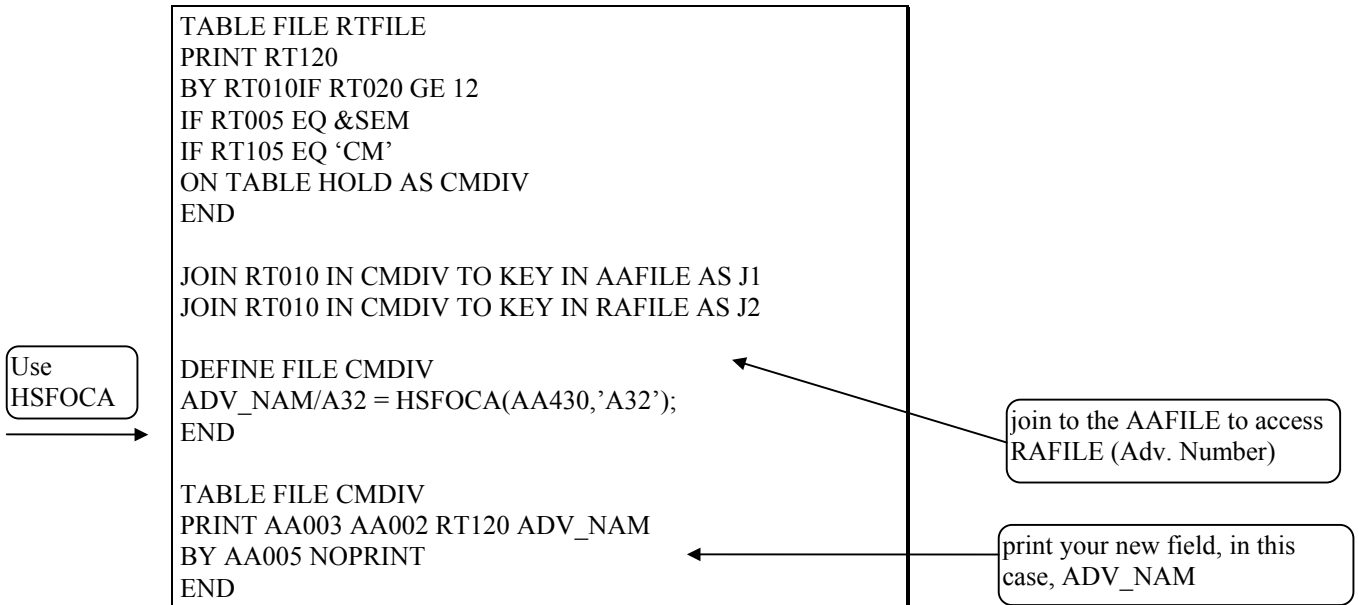 TABLE FILE RTFILE
PRINT RT120
BY RT010IF RT020 GE 12
IF RT005 EQ &SEM
IF RT105 EQ ‘CM’
ON TABLE HOLD AS CMDIV
END
JOIN RT010 IN CMDIV TO KEY IN AAFILE AS J1
JOIN RT010 IN CMDIV TO KEY IN RAFILE AS J2
Use
HSFOCA
DEFINE FILE CMDIV
ADV_NAM/A32 = HSFOCA(AA430,’A32’);
END
join to the AAFILE to access
RAFILE (Adv. Number)
TABLE FILE CMDIV
PRINT AA003 AA002 RT120 ADV_NAM
BY AA005 NOPRINT
END
print your new field, in this
case, ADV_NAM